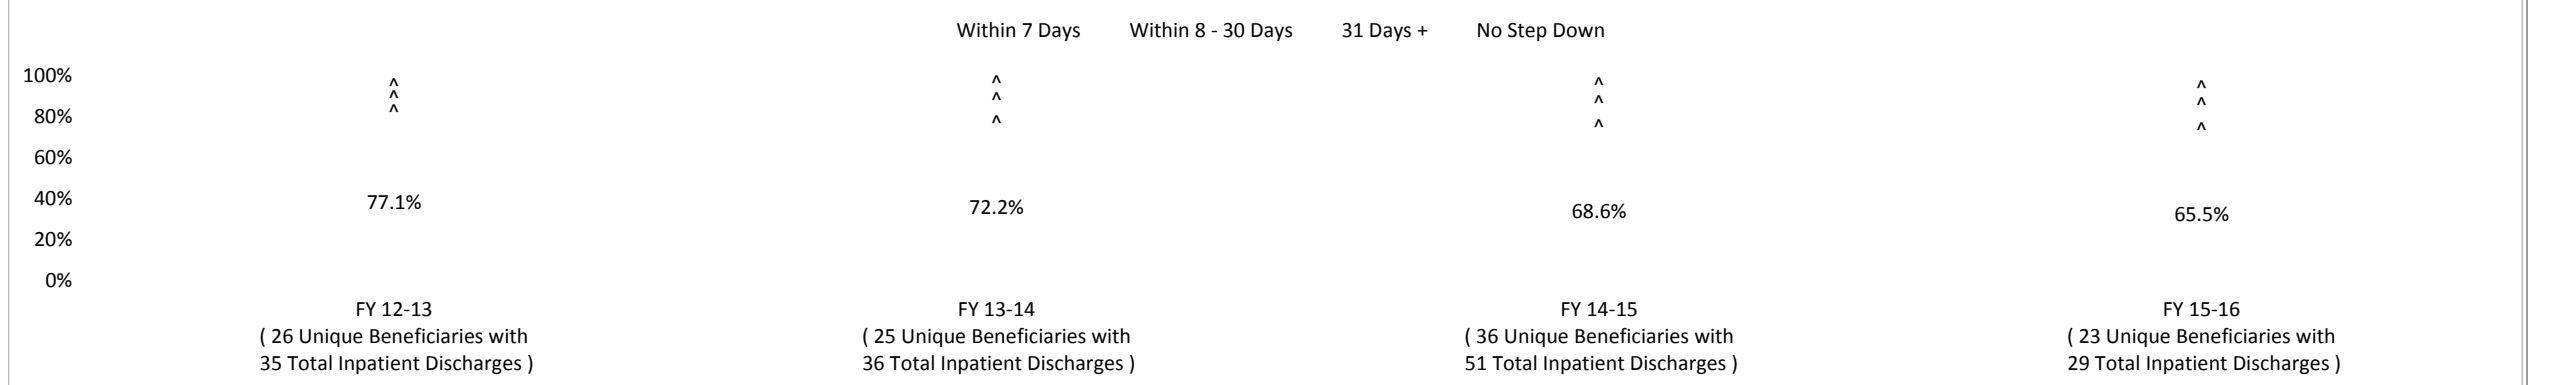 Within 7 Days Within 8 - 30 Days 31 Days + No Step Down
100%
80%
60%
40%
20%
0%
^
^
^
77.1%
^
^
^
72.2%
^
^
^
68.6%
^
^
^
65.5%
FY 12-13
( 26 Unique Beneficiaries with
35 Total Inpatient Discharges )
FY 13-14
( 25 Unique Beneficiaries with
36 Total Inpatient Discharges )
FY 14-15
( 36 Unique Beneficiaries with
51 Total Inpatient Discharges )
FY 15-16
( 23 Unique Beneficiaries with
29 Total Inpatient Discharges )